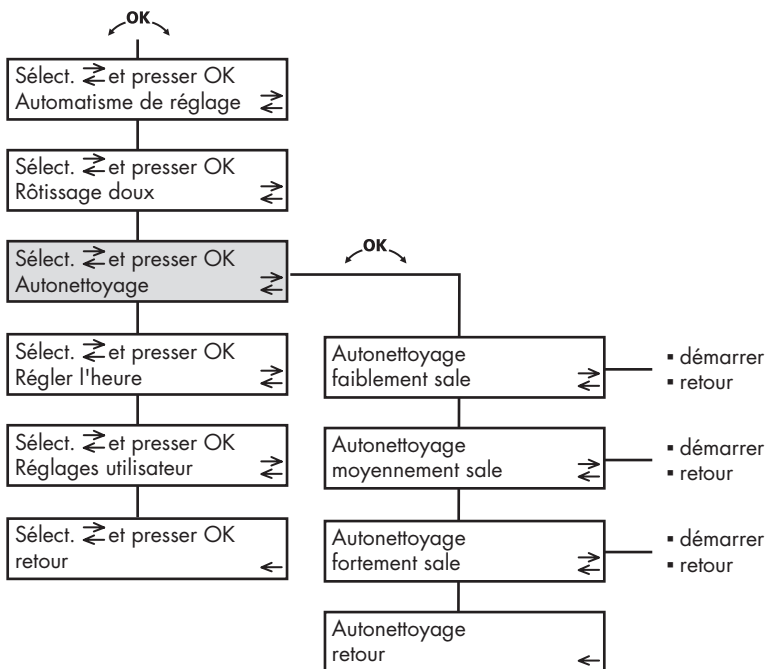 OK
Sélect. ⇄ et presser OK
Automatisme de réglage ⇄
Sélect. ⇄ et presser OK
Rôtissage doux ⇄
Sélect. ⇄ et presser OK
Autonettoyage ⇄
OK
Sélect. ⇄ et presser OK
Régler l'heure ⇄
Sélect. ⇄ et presser OK
Réglages utilisateur ⇄
Sélect. ⇄ et presser OK
retour ←
Autonettoyage
faiblement sale ⇄
▪ démarrer
▪ retour
Autonettoyage
moyennement sale ⇄
▪ démarrer
▪ retour
Autonettoyage
fortement sale ⇄
▪ démarrer
▪ retour
Autonettoyage
retour ←